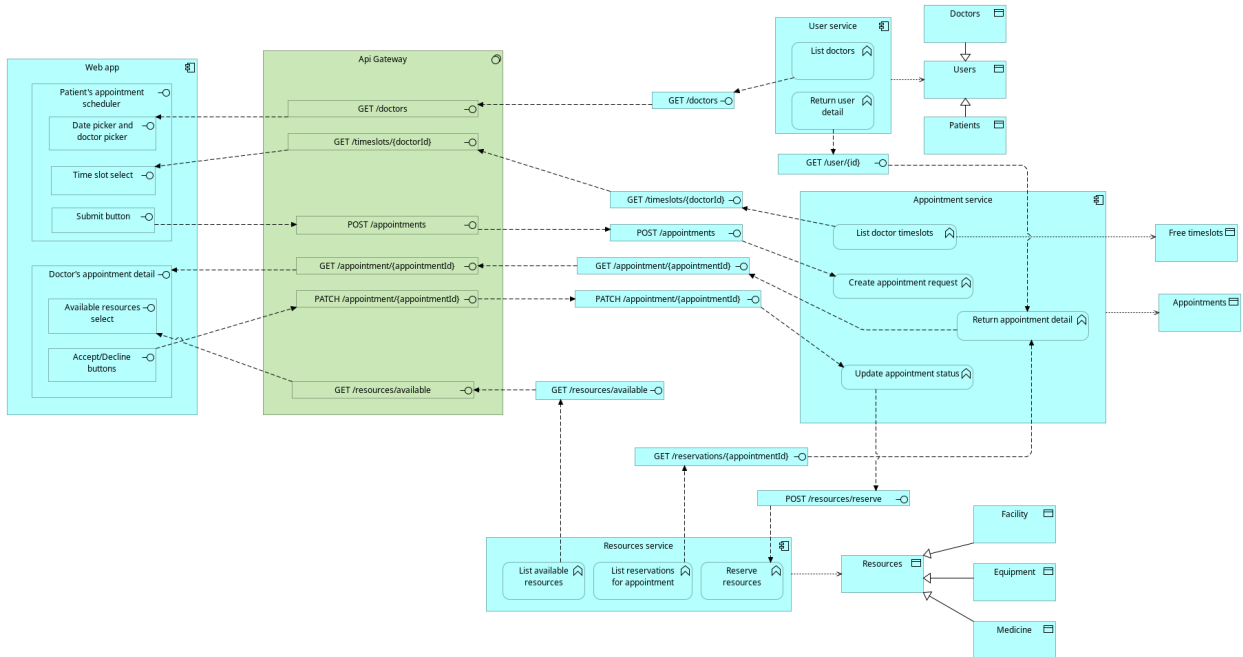 Web app
Patient's appointment
scheduler
Date picker and
doctor picker
Time slot select
Submit button
Doctor's appointment detail
Available resources
select
Accept/Decline
buttons
Api Gateway
GET /doctors
GET /timeslots/{doctorId}
POST /appointments
GET /appointment/{appointmentId}
PATCH /appointment/{appointmentId}
GET /resources/available
GET /doctors
GET /user/{id}
GET /timeslots/{doctorId}
POST /appointments
GET /appointment/{appointmentId}
PATCH /appointment/{appointmentId}
GET /resources/available
GET /reservations/{appointmentId}
POST /resources/reserve
User service
List doctors
Return user
detail
Doctors
Users
Patients
Appointment service
List doctor timeslots
Create appointment request
Return appointment detail
Update appointment status
Free timeslots
Appointments
Resources service
List available
resources
List reservations
for appointment
Reserve
resources
Resources
Facility
Equipment
Medicine